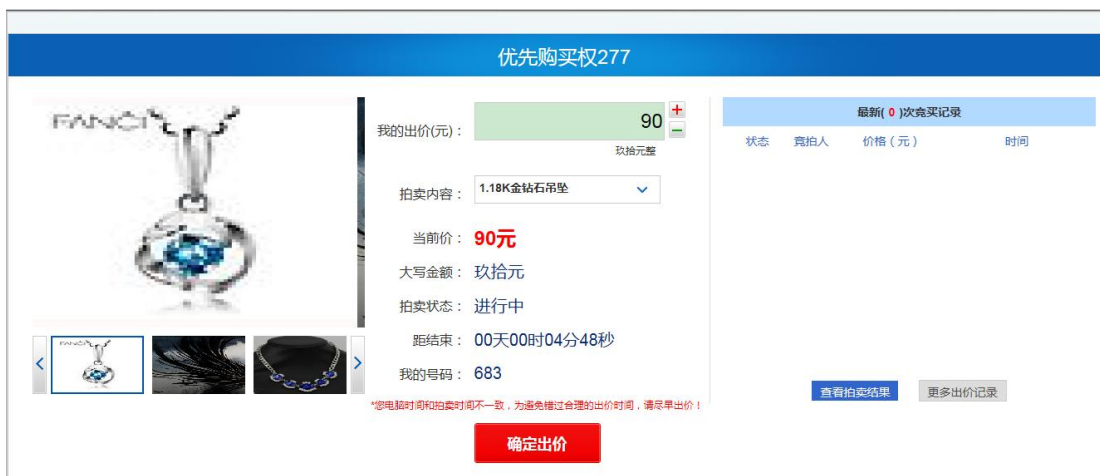 优先购买权277
FANCI
我的出价(元)：
90
+
−
玖拾元整
拍卖内容：
1.18K金钻石吊坠
当前价：
90元
大写金额：
玖拾元
拍卖状态：
进行中
距结束：
00天00时04分48秒
我的号码：
683
*您电脑时间和拍卖时间不一致，为避免错过合理的出价时间，请尽早出价！
确定出价
最新( 0 )次竞买记录
状态 竞拍人 价格（元） 时间
查看拍卖结果 更多出价记录